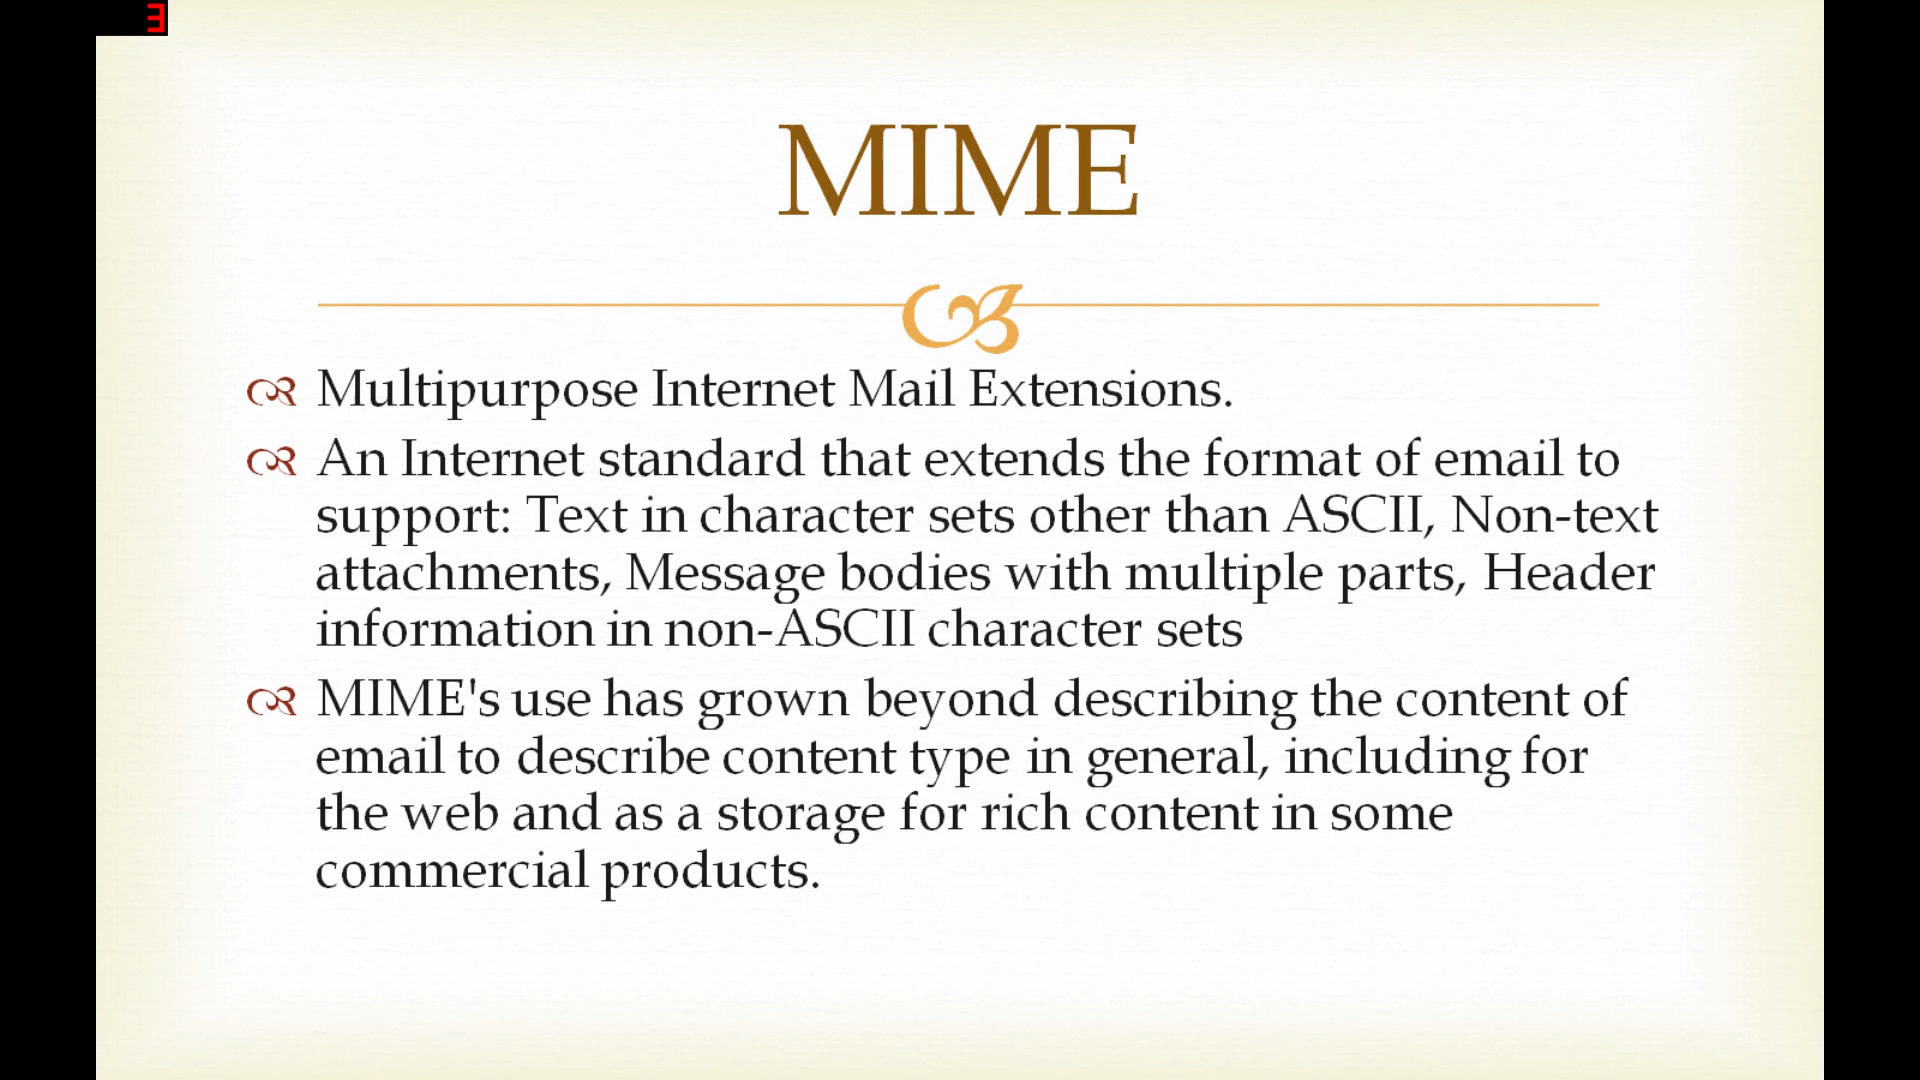 3
MIME
Multipurpose Internet Mail Extensions.
An Internet standard that extends the format of email to
support: Text in character sets other than ASCII, Non-text
attachments, Message bodies with multiple parts, Header
information in non-ASCII character sets
MIME's use has grown beyond describing the content of
email to describe content type in general, including for
the web and as a storage for rich content in some
commercial products.